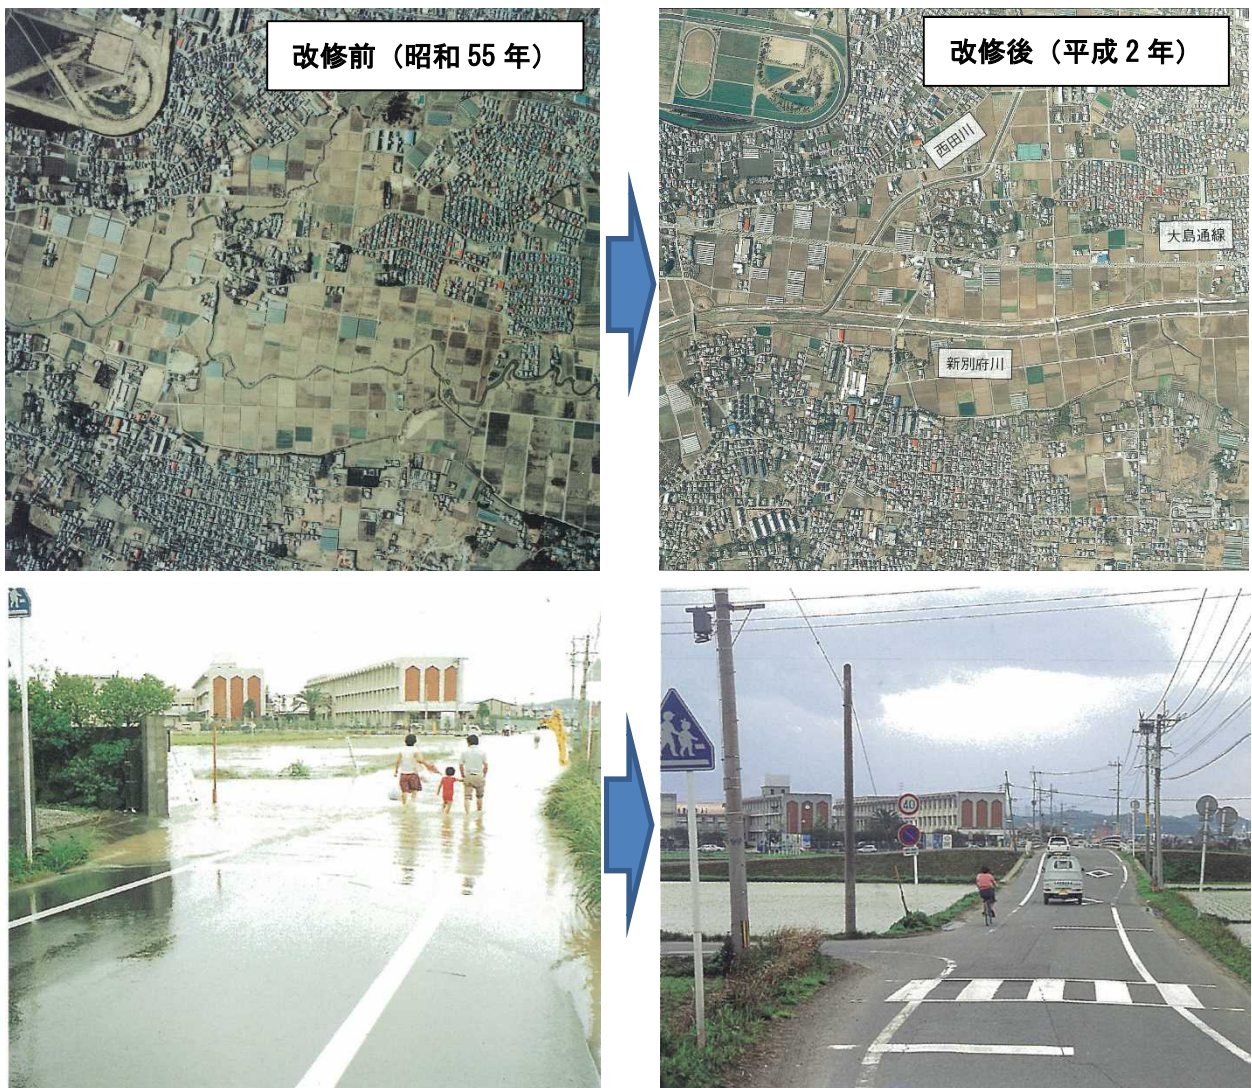 改修前（昭和 55 年）
改修後（平成 2 年）
西田川
大島通線
新別府川
40